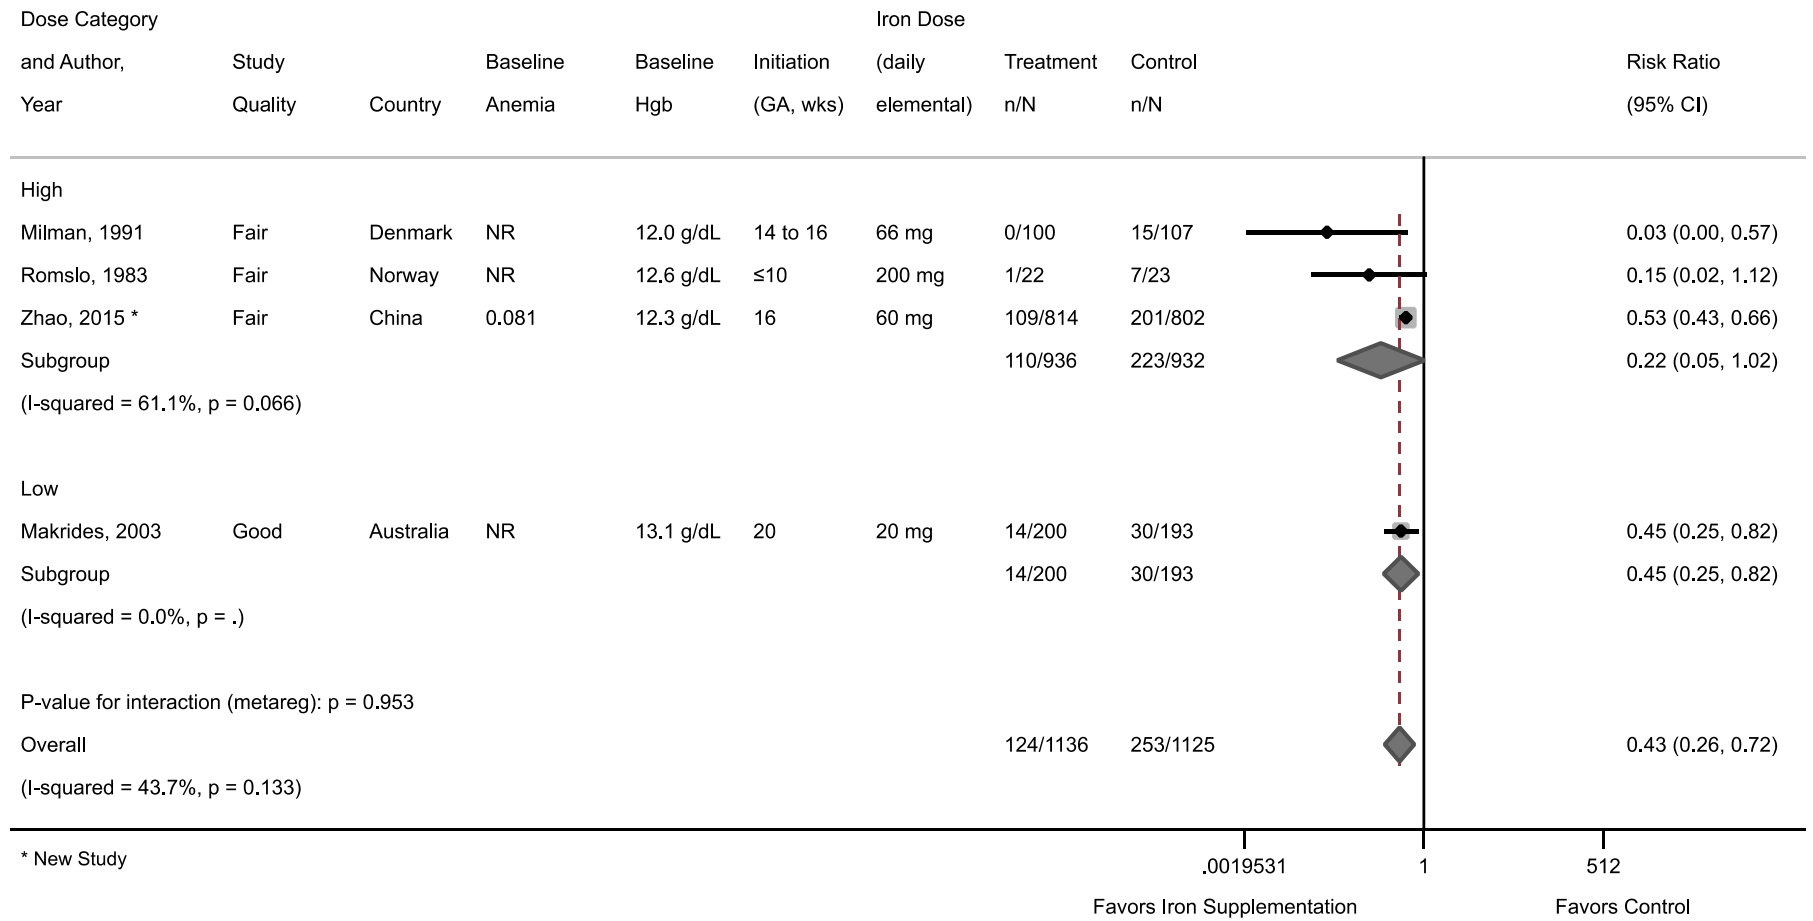 Dose Category Iron Dose
and Author, Study Baseline Baseline Initiation (daily Treatment Control Risk Ratio
Year Quality Country Anemia Hgb (GA, wks) elemental) n/N n/N (95% CI)
High
Milman, 1991 Fair Denmark NR 12.0 g/dL 14 to 16 66 mg 0/100 15/107 0.03 (0.00, 0.57)
Romslo, 1983 Fair Norway NR 12.6 g/dL ≤10 200 mg 1/22 7/23 0.15 (0.02, 1.12)
Zhao, 2015 * Fair China 0.081 12.3 g/dL 16 60 mg 109/814 201/802 0.53 (0.43, 0.66)
Subgroup 110/936 223/932 0.22 (0.05, 1.02)
(I-squared = 61.1%, p = 0.066)
Low
Makrides, 2003 Good Australia NR 13.1 g/dL 20 20 mg 14/200 30/193 0.45 (0.25, 0.82)
Subgroup 14/200 30/193 0.45 (0.25, 0.82)
(I-squared = 0.0%, p = .)
P-value for interaction (metareg): p = 0.953
Overall 124/1136 253/1125 0.43 (0.26, 0.72)
(I-squared = 43.7%, p = 0.133)
* New Study .0019531 1 512
Favors Iron Supplementation Favors Control